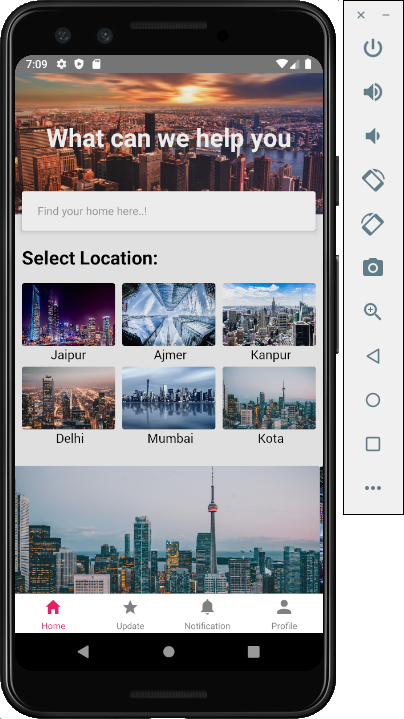 7:09
What can we help you
Find your home here..!
Select Location:
Jaipur Ajmer Kanpur
Delhi Mumbai Kota
Home Update Notification Profile